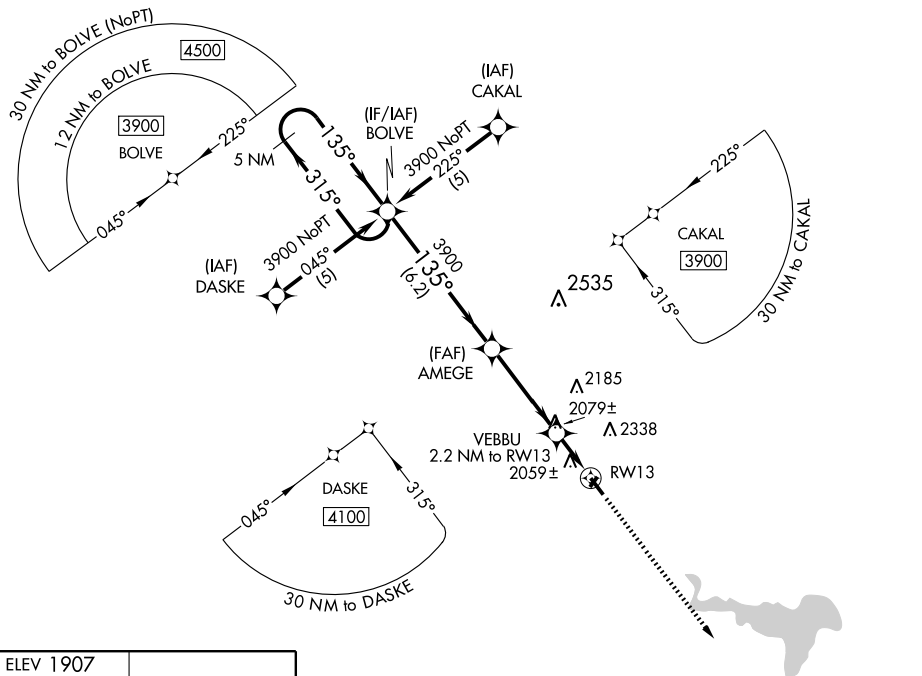 30 NM to BOLVE (NoPT)
4500
12 NM to BOLVE
3900
BOLVE
225°
045°
(IAF)
CAKAL
(IF/IAF)
BOLVE
135°
5 NM
315°
3900 NoPT
225°
(5)
3900 NoPT
045°
(5)
(IAF)
DASKE
3900
135°
(6.2)
225°
CAKAL
3900
315°
30 NM to CAKAL
2535
(FAF)
AMEGE
2185
2079±
2338
VEBBU
2.2 NM to RW13
2059±
RW13
DASKE
4100
045°
315°
30 NM to DASKE
ELEV 1907